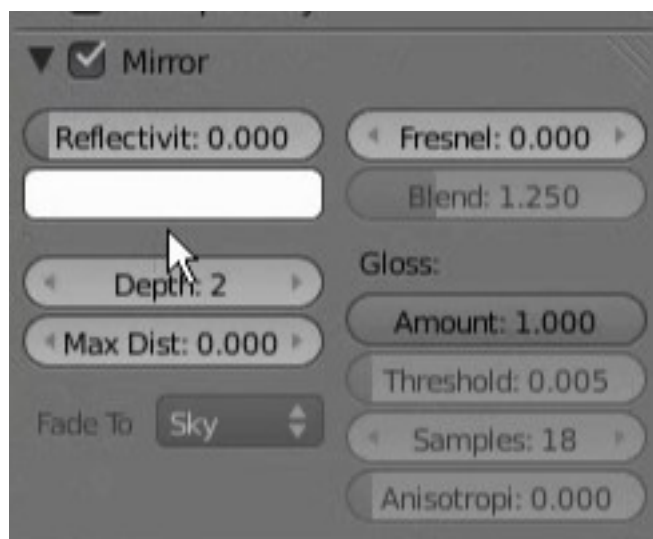 Mirror
Reflectivit: 0.000
Fresnel: 0.000
Blend: 1.250
Depth: 2
Gloss:
Max Dist: 0.000
Amount: 1.000
Threshold: 0.005
Fade To Sky
Samples: 18
Anisotropi: 0.000